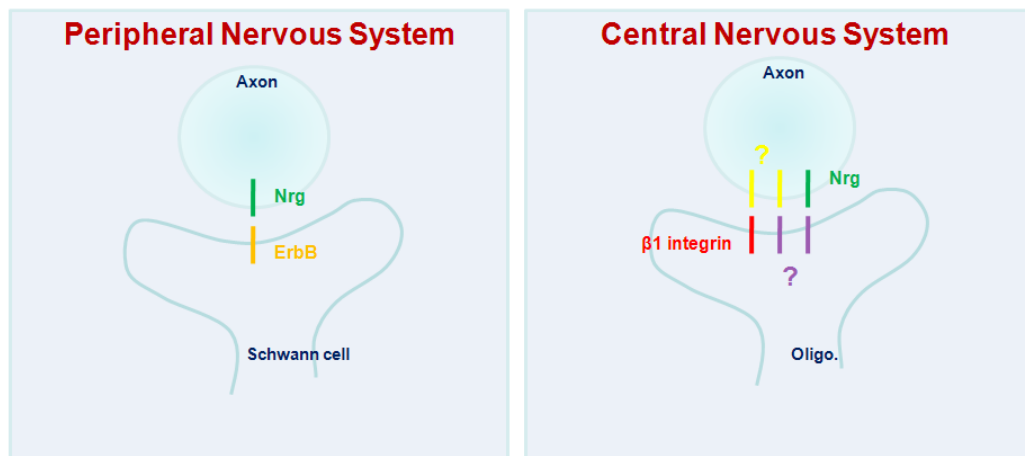 Peripheral Nervous System
Axon
Nrg
ErbB
Schwann cell
Central Nervous System
Axon
?
Nrg
β1 integrin
?
Oligo.